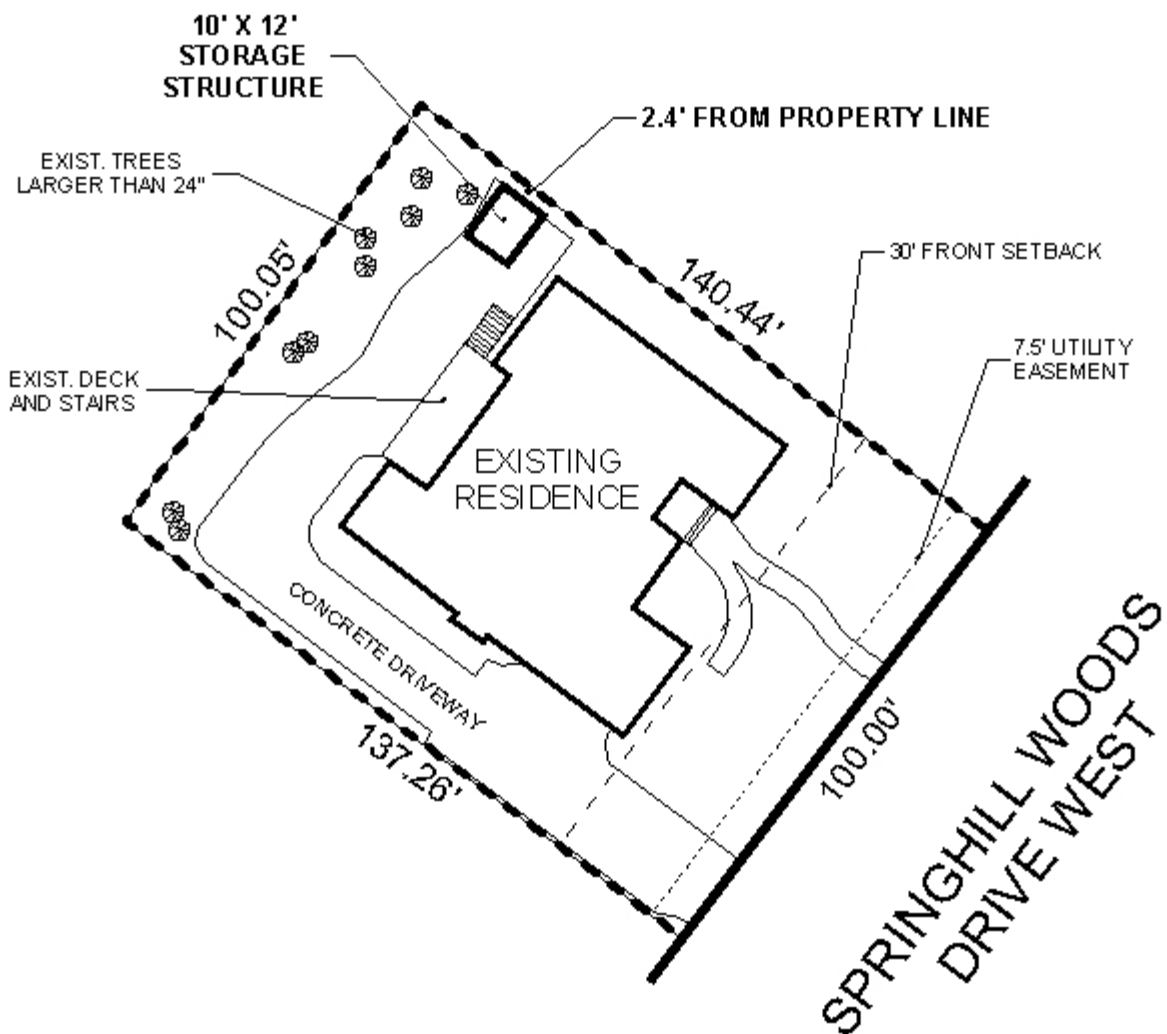 10' X 12'
STORAGE
STRUCTURE
2.4' FROM PROPERTY LINE
EXIST. TREES
LARGER THAN 24"
100.05'
140.44'
30' FRONT SETBACK
7.5' UTILITY
EASEMENT
EXIST. DECK
AND STAIRS
EXISTING
RESIDENCE
CONCRETE DRIVEWAY
137.26'
100.00'
SPRINGHILL WOODS
DRIVE WEST